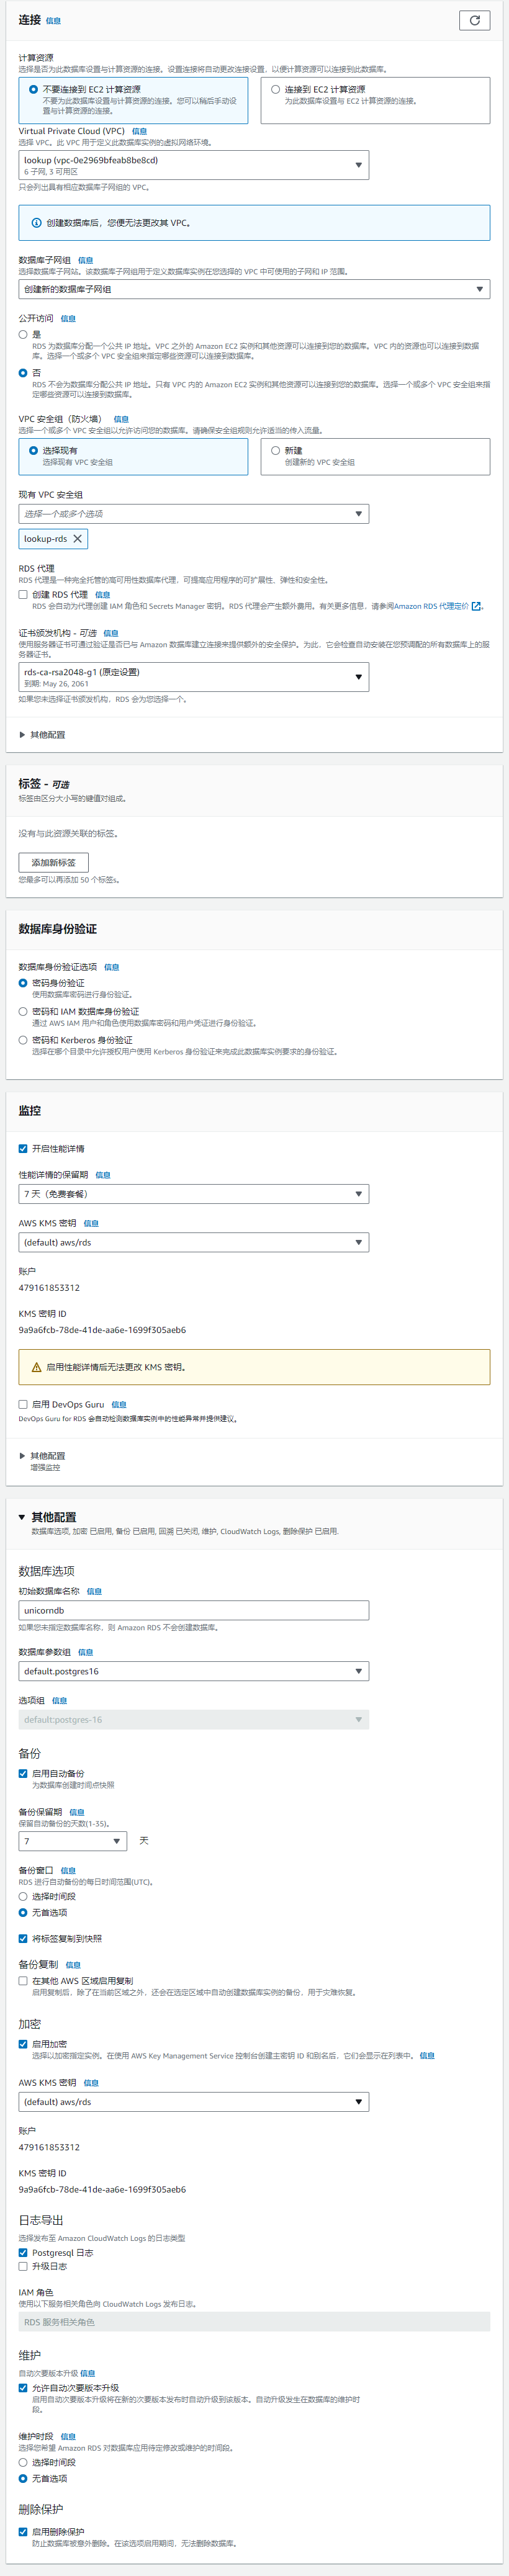 连接 信息
计算资源
选择是否为此数据库设置与计算资源的连接。设置连接将自动更改连接设置，以便计算资源可以连接到此数据库。
不要连接到 EC2 计算资源
不要为此数据库设置与计算资源的连接。您可以稍后手动设置与计算资源的连接。
连接到 EC2 计算资源
为此数据库设置与 EC2 计算资源的连接。
Virtual Private Cloud (VPC) 信息
选择 VPC。此 VPC 用于定义此数据库实例的虚拟网络环境。
lookup (vpc-0e2969bfeab8be8cd)
6 子网, 3 可用区
只会列出具有相应数据库子网组的 VPC。
创建数据库后，您便无法更改其 VPC。
数据库子网组 信息
选择数据库子网站。该数据库子网组用于定义数据库实例在您选择的 VPC 中可使用的子网和 IP 范围。
创建新的数据库子网组
公开访问 信息
是
RDS 为数据库分配一个公共 IP 地址。VPC 之外的 Amazon EC2 实例和其他资源可以连接到您的数据库。VPC 内的资源也可以连接到数据库。选择一个或多个 VPC 安全组来指定哪些资源可以连接到数据库。
否
RDS 不会为数据库分配公共 IP 地址。只有 VPC 内的 Amazon EC2 实例和其他资源可以连接到您的数据库。选择一个或多个 VPC 安全组来指定哪些资源可以连接到数据库。
VPC 安全组（防火墙） 信息
选择一个或多个 VPC 安全组以允许访问您的数据库。请确保安全组规则允许适当的传入流量。
选择现有
选择现有 VPC 安全组
新建
创建新的 VPC 安全组
现有 VPC 安全组
选择一个或多个选项
lookup-rds
RDS 代理
RDS 代理是一种完全托管的高可用性数据库代理，可提高应用程序的可扩展性、弹性和安全性。
创建 RDS 代理 信息
RDS 会自动为代理创建 IAM 角色和 Secrets Manager 密钥。RDS 代理会产生额外费用。有关更多信息，请参阅Amazon RDS 代理定价。
证书颁发机构 - 可选 信息
使用服务器证书可通过验证是否已与 Amazon 数据库建立连接来提供额外的安全保护。为此，它会检查自动安装在您预调配的所有数据库上的服务器证书。
rds-ca-rsa2048-g1 (原定设置)
到期: May 26, 2061
如果您未选择证书颁发机构，RDS 会为您选择一个。
其他配置
标签 - 可选
标签由区分大小写的键值对组成。
没有与此资源关联的标签。
添加新标签
您最多可以再添加 50 个标签s。
数据库身份验证
数据库身份验证选项 信息
密码身份验证
使用数据库密码进行身份验证。
密码和 IAM 数据库身份验证
通过 AWS IAM 用户和角色使用数据库密码和用户凭证进行身份验证。
密码和 Kerberos 身份验证
选择在哪个目录中允许授权用户使用 Kerberos 身份验证来完成此数据库实例要求的身份验证。
监控
开启性能详情
性能详情的保留期 信息
7 天（免费套餐）
AWS KMS 密钥 信息
(default) aws/rds
账户
479161853312
KMS 密钥 ID
9a9a6fcb-78de-41de-aa6e-1699f305aeb6
启用性能详情后无法更改 KMS 密钥。
启用 DevOps Guru 信息
DevOps Guru for RDS 会自动检测数据库实例中的性能异常并提供建议。
其他配置
增强监控
其他配置
数据库选项, 加密 已启用, 备份 已启用, 回溯 已关闭, 维护, CloudWatch Logs, 删除保护 已启用.
数据库选项
初始数据库名称 信息
unicorndb
如果您未指定数据库名称，则 Amazon RDS 不会创建数据库。
数据库参数组 信息
default.postgres16
选项组 信息
default:postgres-16
备份
启用自动备份
为数据库创建时间点快照
备份保留期 信息
保留自动备份的天数(1-35)。
7 天
备份窗口 信息
RDS 进行自动备份的每日时间范围(UTC)。
选择时间段
无首选项
将标签复制到快照
备份复制 信息
在其他 AWS 区域启用复制
启用复制后，除了在当前区域之外，还会在选定区域中自动创建数据库实例的备份，用于灾难恢复。
加密
启用加密
选择以加密指定实例。在使用 AWS Key Management Service 控制台创建主密钥 ID 和别名后，它们会显示在列表中。 信息
AWS KMS 密钥 信息
(default) aws/rds
账户
479161853312
KMS 密钥 ID
9a9a6fcb-78de-41de-aa6e-1699f305aeb6
日志导出
选择发布至 Amazon CloudWatch Logs 的日志类型
Postgresql 日志
升级日志
IAM 角色
使用以下服务相关角色向 CloudWatch Logs 发布日志。
RDS 服务相关角色
维护
自动次要版本升级 信息
允许自动次要版本升级
启用自动次要版本升级将在新的次要版本发布时自动升级到该版本。自动升级发生在数据库的维护时段。
维护时段 信息
选择您希望 Amazon RDS 对数据库应用待定修改或维护的时间段。
选择时间段
无首选项
删除保护
启用删除保护
防止数据库被意外删除。在该选项启用期间，无法删除数据库。